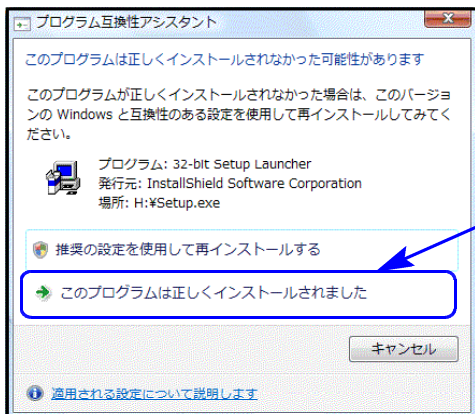 プログラム互換性アシスタント
このプログラムは正しくインストールされなかった可能性があります
このプログラムが正しくインストールされなかった場合は、このバージョ
ンの Windows と互換性のある設定を使用して再インストールしてみてく
ださい。
プログラム: 32-bit Setup Launcher
発行元: InstallShield Software Corporation
場所: H:¥Setup.exe
推奨の設定を使用して再インストールする
このプログラムは正しくインストールされました
キャンセル
適用される設定について説明します